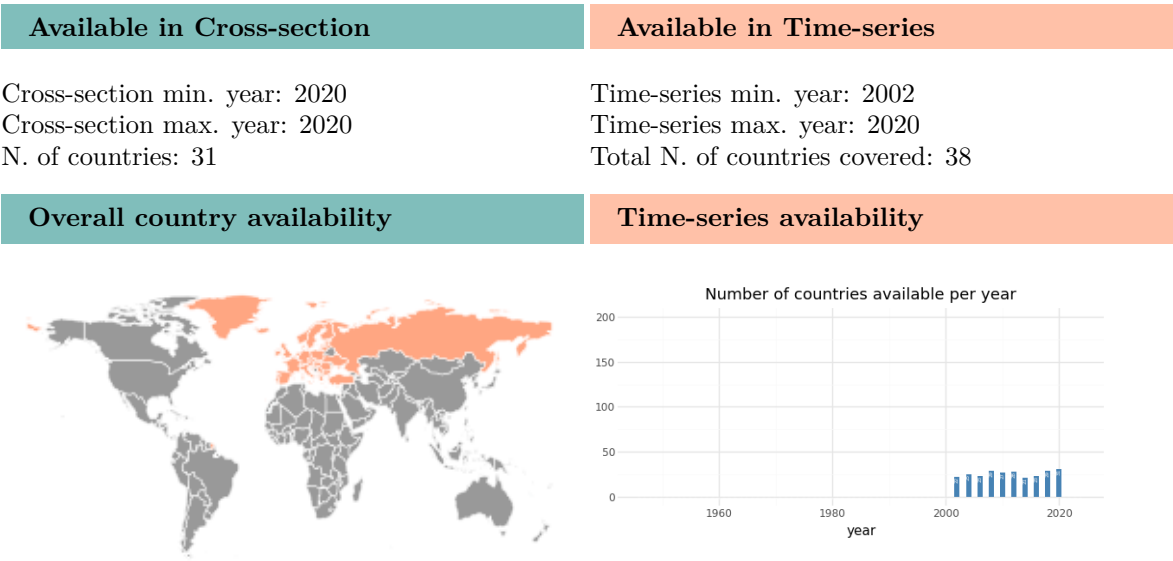 Available in Cross-section
Available in Time-series
Cross-section min. year: 2020
Cross-section max. year: 2020
N. of countries: 31
Time-series min. year: 2002
Time-series max. year: 2020
Total N. of countries covered: 38
Overall country availability
Time-series availability
Number of countries available per year
200
150
100
50
0
1960
1980
2000
2020
year